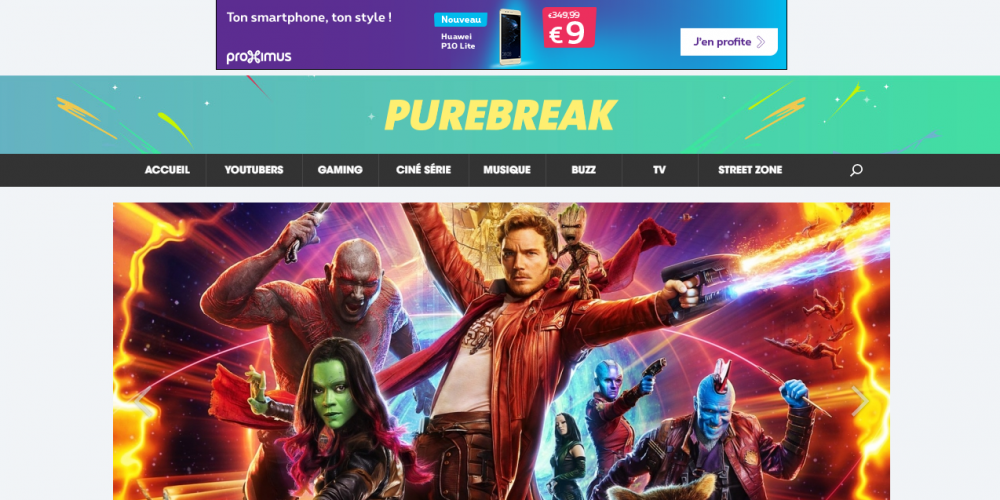 Ton smartphone, ton style !
proximus
Nouveau
Huawei
P10 Lite
€349,99
€9
J'en profite
PUREBREAK
ACCUEIL
YOUTUBERS
GAMING
CINÉ SÉRIE
MUSIQUE
BUZZ
TV
STREET ZONE